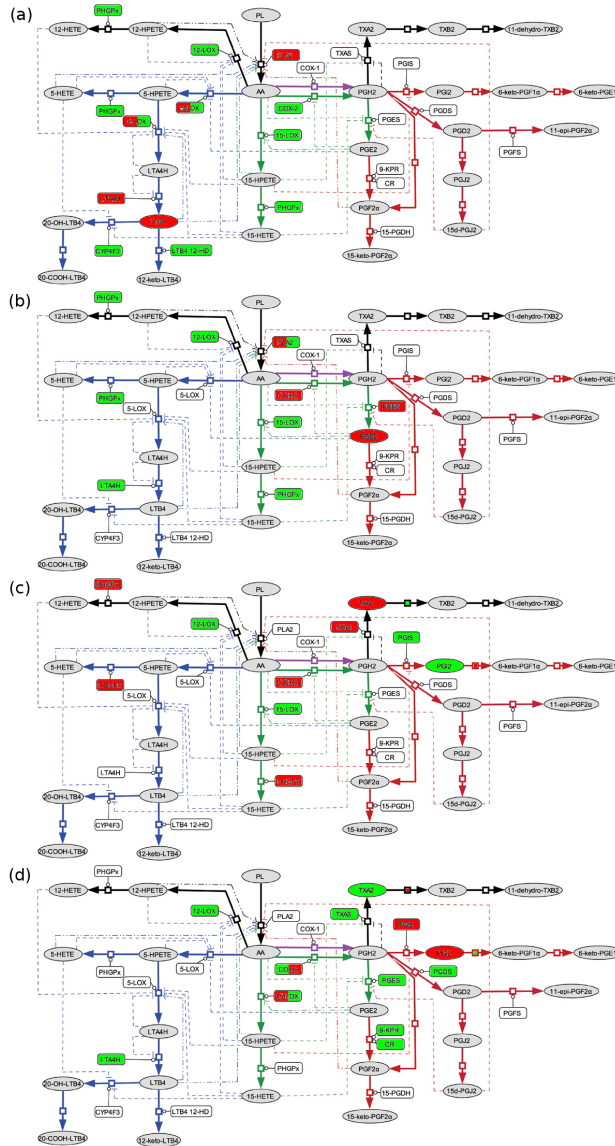 (a)
PHGPx
PL
12-HETE
12-HPETE
TXA2
TXB2
11-dehydro-TXB2
12-LOX
COX-1
TXAS
PGIS
5-HETE
5-HPETE
AA
PGH2
PGI2
6-keto-PGF1α
6-keto-PGE1
PHGPx
COX-2
PGES
PGDS
15-LOX
PGE2
PGD2
11-epi-PGF2α
LTA4H
9-KPR
PGFS
CR
15-HPETE
PGJ2
PGF2α
20-OH-LTB4
PHGPx
15-HETE
15-PGDH
15d-PGJ2
CYP4F3
LTB4 12-HD
15-keto-PGF2α
20-COOH-LTB4
12-keto-LTB4
(b)
PHGPx
PL
12-HETE
12-HPETE
TXA2
TXB2
11-dehydro-TXB2
12-LOX
COX-1
TXAS
PGIS
5-HETE
5-HPETE
5-LOX
AA
PGH2
PGI2
6-keto-PGF1α
6-keto-PGE1
PHGPx
5-LOX
PGES
PGDS
15-LOX
PGE2
PGD2
11-epi-PGF2α
LTA4H
9-KPR
PGFS
CR
15-HPETE
PGJ2
LTA4H
PHGPx
PGF2α
20-OH-LTB4
LTB4
15-HETE
15-PGDH
15d-PGJ2
CYP4F3
LTB4 12-HD
15-keto-PGF2α
20-COOH-LTB4
12-keto-LTB4
(c)
PL
12-HETE
12-HPETE
TXB2
11-dehydro-TXB2
12-LOX
PLA2
COX-1
PGIS
5-HETE
5-HPETE
5-LOX
AA
PGH2
PGI2
6-keto-PGF1α
6-keto-PGE1
5-LOX
PGES
PGDS
15-LOX
PGE2
PGD2
11-epi-PGF2α
LTA4H
9-KPR
PGFS
CR
15-HPETE
PGJ2
LTA4H
PGF2α
20-OH-LTB4
LTB4
15-HETE
15-PGDH
15d-PGJ2
CYP4F3
LTB4 12-HD
15-keto-PGF2α
20-COOH-LTB4
12-keto-LTB4
(d)
PHGPx
PL
12-HETE
12-HPETE
TXA2
TXB2
11-dehydro-TXB2
12-LOX
PLA2
TXAS
COX-1
5-HETE
5-HPETE
5-LOX
AA
PGH2
6-keto-PGF1α
6-keto-PGE1
PHGPx
5-LOX
PGES
PGDS
PGE2
PGD2
11-epi-PGF2α
LTA4H
9-KPR
PGFS
CR
15-HPETE
PGJ2
LTA4H
PHGPx
PGF2α
20-OH-LTB4
LTB4
15-HETE
15-PGDH
15d-PGJ2
CYP4F3
LTB4 12-HD
15-keto-PGF2α
20-COOH-LTB4
12-keto-LTB4